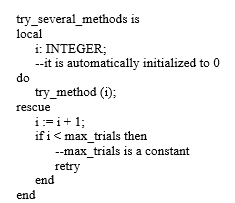 try_several_methods is
local
i: INTEGER;
--it is automatically initialized to 0
do
try_method (i);
rescue
i := i + 1;
if i < max_trials then
--max_trials is a constant
retry
end
end